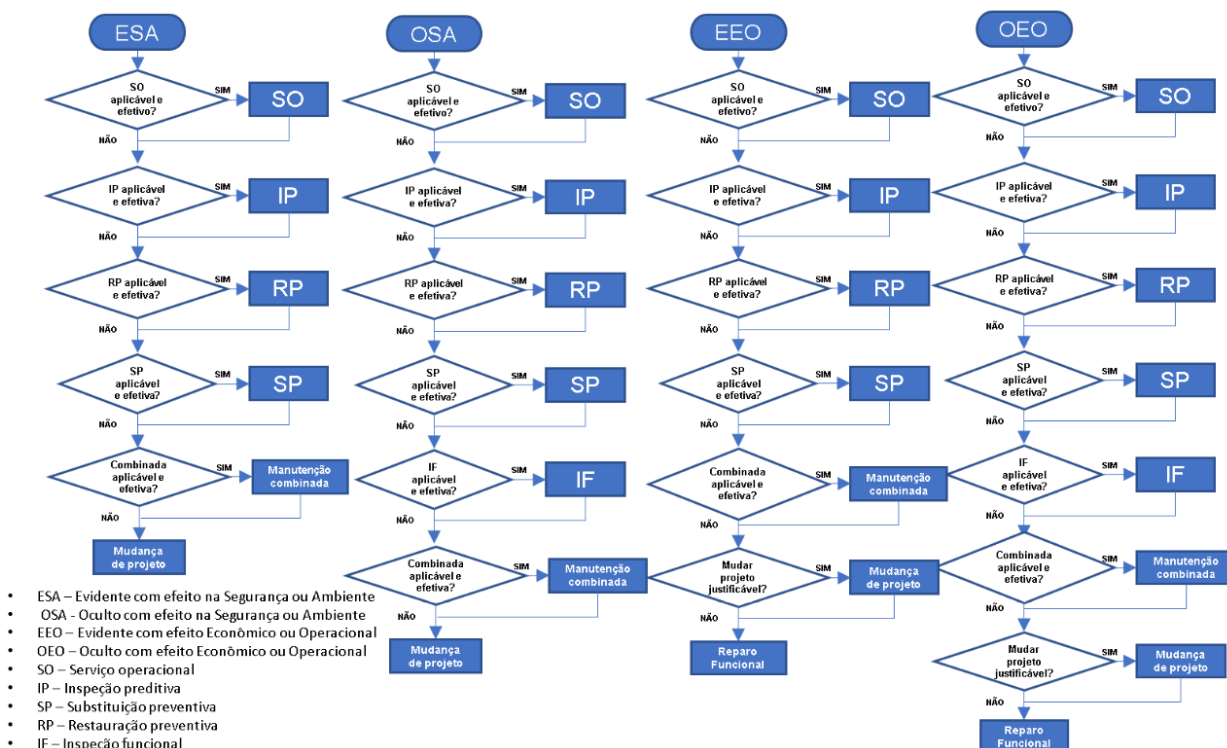 ESA
SO
aplicável e
efetivo?
SIM
SO
NÃO
IP aplicável
e efetiva?
SIM
IP
NÃO
RP aplicável
e efetiva?
SIM
RP
NÃO
SP
aplicável
e efetiva?
SIM
SP
NÃO
Combinada
aplicável e
efetiva?
SIM
Manutenção
combinada
NÃO
Mudança
de projeto
OSA
SO
aplicável e
efetivo?
SIM
SO
NÃO
IP aplicável
e efetiva?
SIM
IP
NÃO
RP aplicável
e efetiva?
SIM
RP
NÃO
SP
aplicável
e efetiva?
SIM
SP
NÃO
IF
aplicável
e efetiva?
SIM
IF
NÃO
Combinada
aplicável e
efetiva?
SIM
Manutenção
combinada
NÃO
Mudança
de projeto
EEO
SO
aplicável e
efetivo?
SIM
SO
NÃO
IP aplicável
e efetiva?
SIM
IP
NÃO
RP aplicável
e efetiva?
SIM
RP
NÃO
SP
aplicável
e efetiva?
SIM
SP
NÃO
Combinada
aplicável e
efetiva?
SIM
Manutenção
combinada
NÃO
Mudar
projeto
justificável?
SIM
Mudança
de projeto
NÃO
Reparo
Funcional
OEO
SO
aplicável e
efetivo?
SIM
SO
NÃO
IP aplicável
e efetiva?
SIM
IP
NÃO
RP aplicável
e efetiva?
SIM
RP
NÃO
SP
aplicável
e efetiva?
SIM
SP
NÃO
IF
aplicável
e efetiva?
SIM
IF
NÃO
Combinada
aplicável e
efetiva?
SIM
Manutenção
combinada
NÃO
Mudar
projeto
justificável?
SIM
Mudança
de projeto
NÃO
Reparo
Funcional
• ESA – Evidente com efeito na Segurança ou Ambiente
• OSA - Oculto com efeito na Segurança ou Ambiente
• EEO – Evidente com efeito Econômico ou Operacional
• OEO – Oculto com efeito Econômico ou Operacional
• SO – Serviço operacional
• IP – Inspeção preditiva
• SP – Substituição preventiva
• RP – Restauração preventiva
• IF – Inspeção funcional